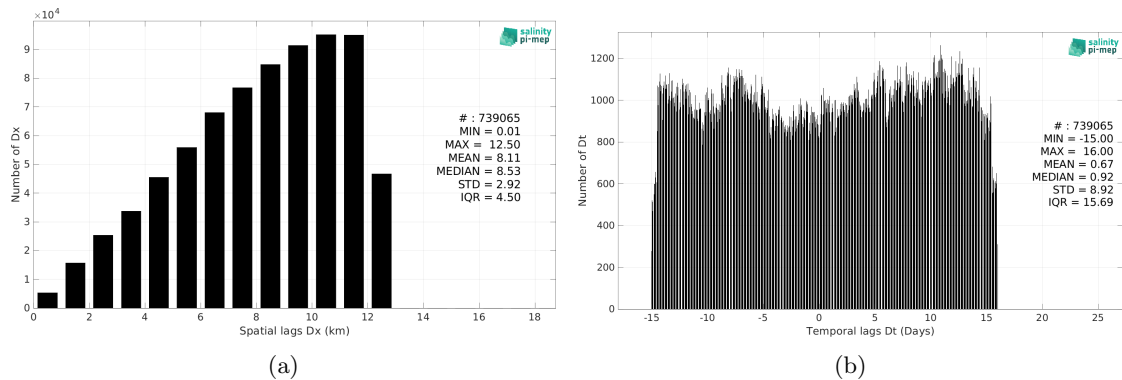 ×10⁴
10
9
8
7
6
5
4
3
2
1
0
Number of Dx
0 2 4 6 8 10 12 14 16 18
Spatial lags Dx (km)
salinity
pi-mep
# : 739065
MIN = 0.01
MAX = 12.50
MEAN = 8.11
MEDIAN = 8.53
STD = 2.92
IQR = 4.50
(a)
1200
1000
800
600
400
200
0
Number of Dt
-15 -10 -5 0 5 10 15 20 25
Temporal lags Dt (Days)
salinity
pi-mep
# : 739065
MIN = -15.00
MAX = 16.00
MEAN = 0.67
MEDIAN = 0.92
STD = 8.92
IQR = 15.69
(b)